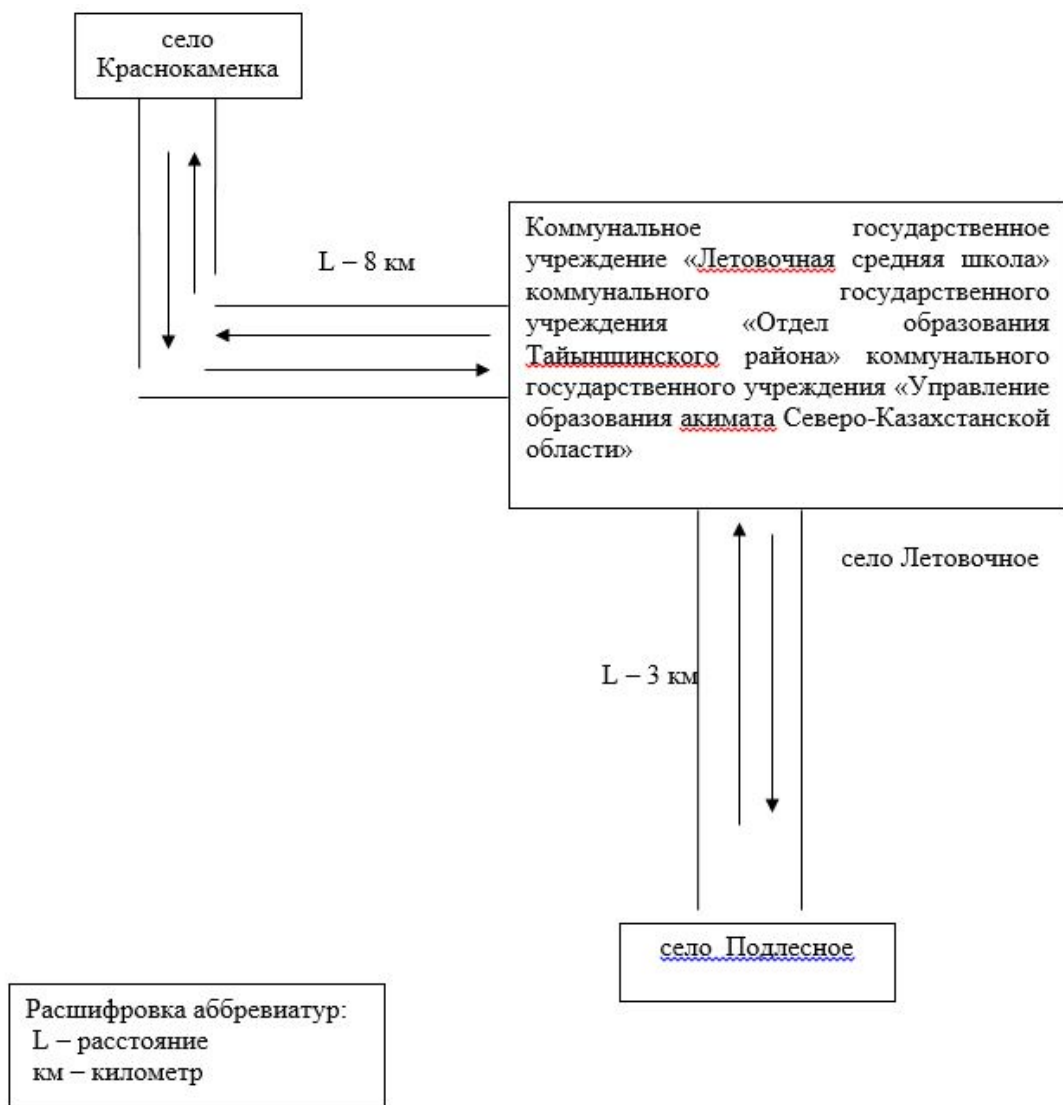 село
Краснокаменка
L – 8 км
Коммунальное государственное
учреждение «Летовочная средняя школа»
коммунального государственного
учреждения «Отдел образования
Тайыншинского района» коммунального
государственного учреждения «Управление
образования акимата Северо-Казахстанской
области»
село Летовочное
L – 3 км
село Подлесное
Расшифровка аббревиатур:
L – расстояние
км – километр